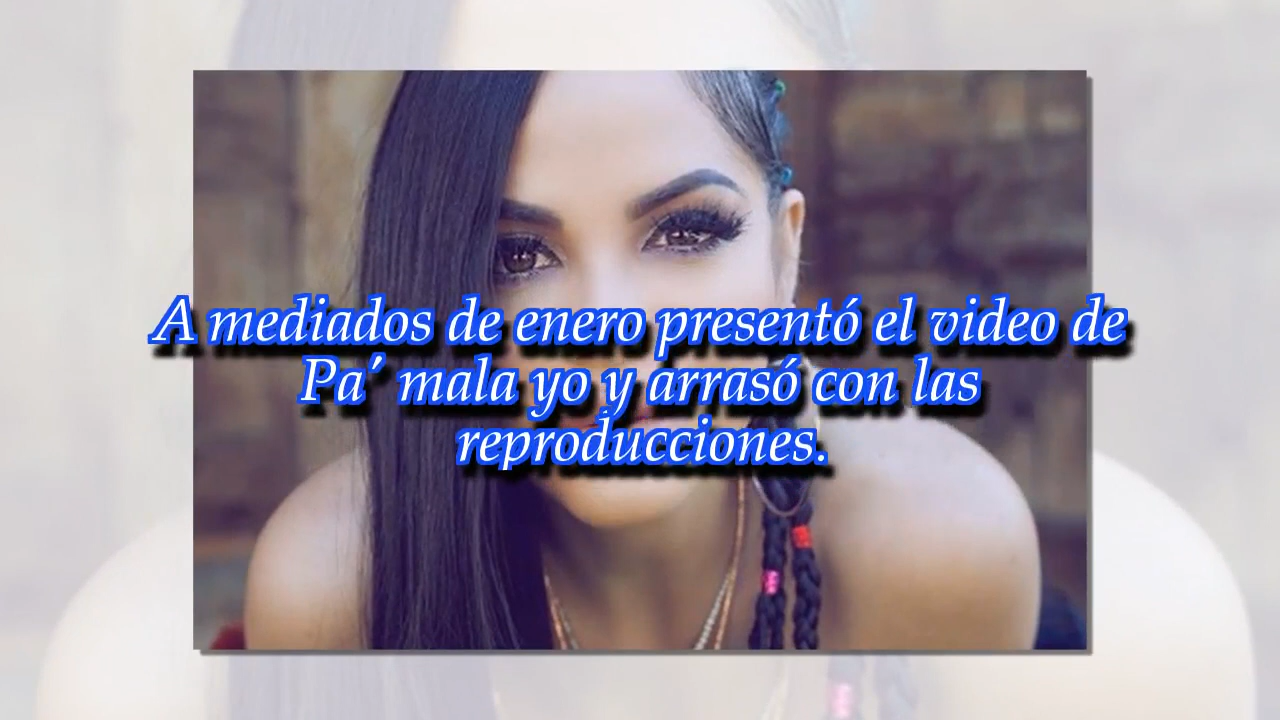 A mediados de enero presentó el video de
Pa´ mala yo y arrasó con las
reproducciones.